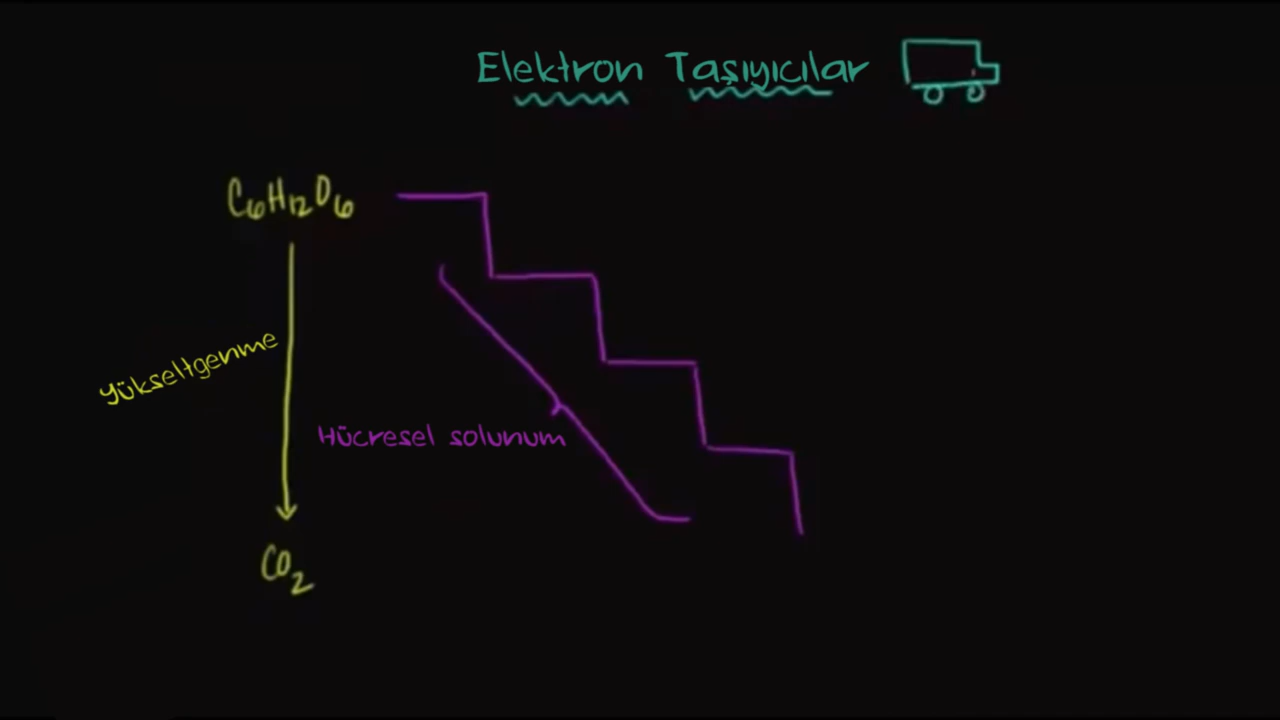 Elektron Taşıyıcılar
C₆H₁₂O₆
yükseltgenme
Hücresel solunum
CO₂